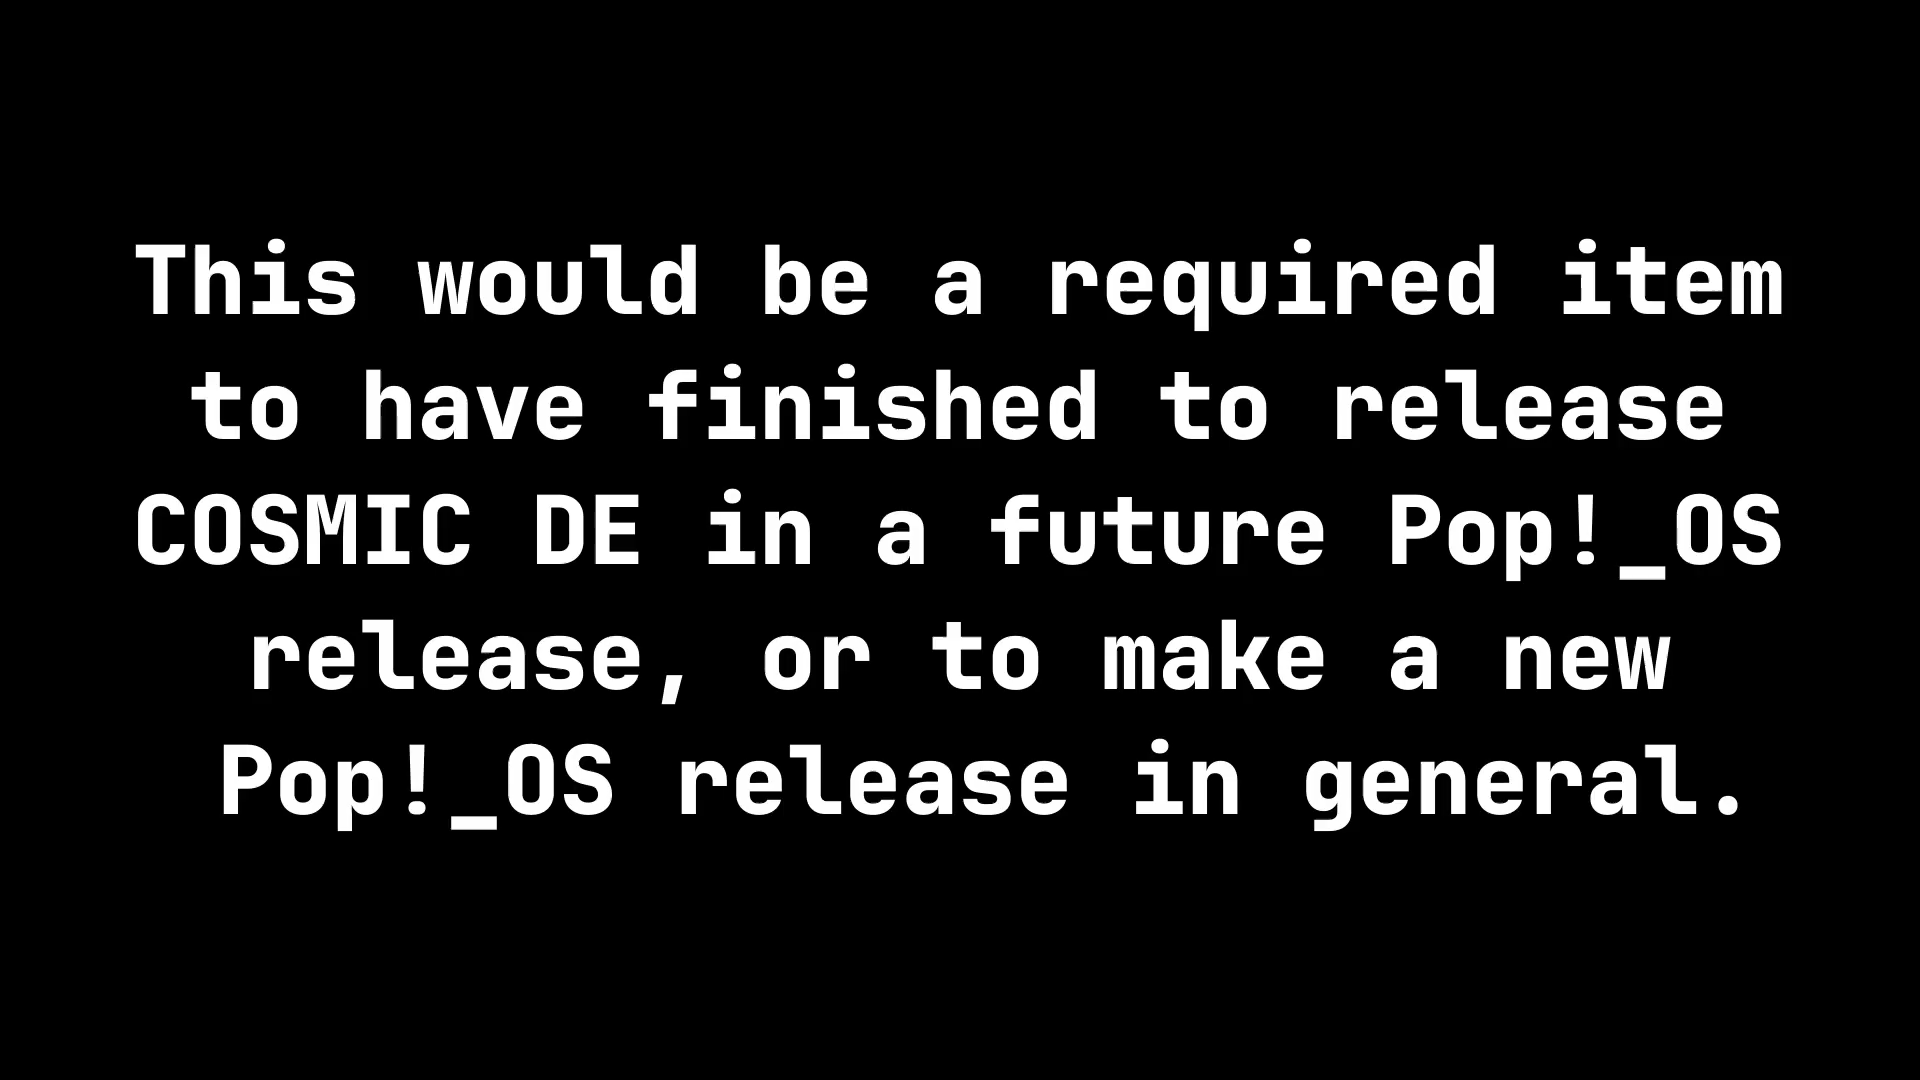 This would be a required item
to have finished to release
COSMIC DE in a future Pop!_OS
release, or to make a new
Pop!_OS release in general.